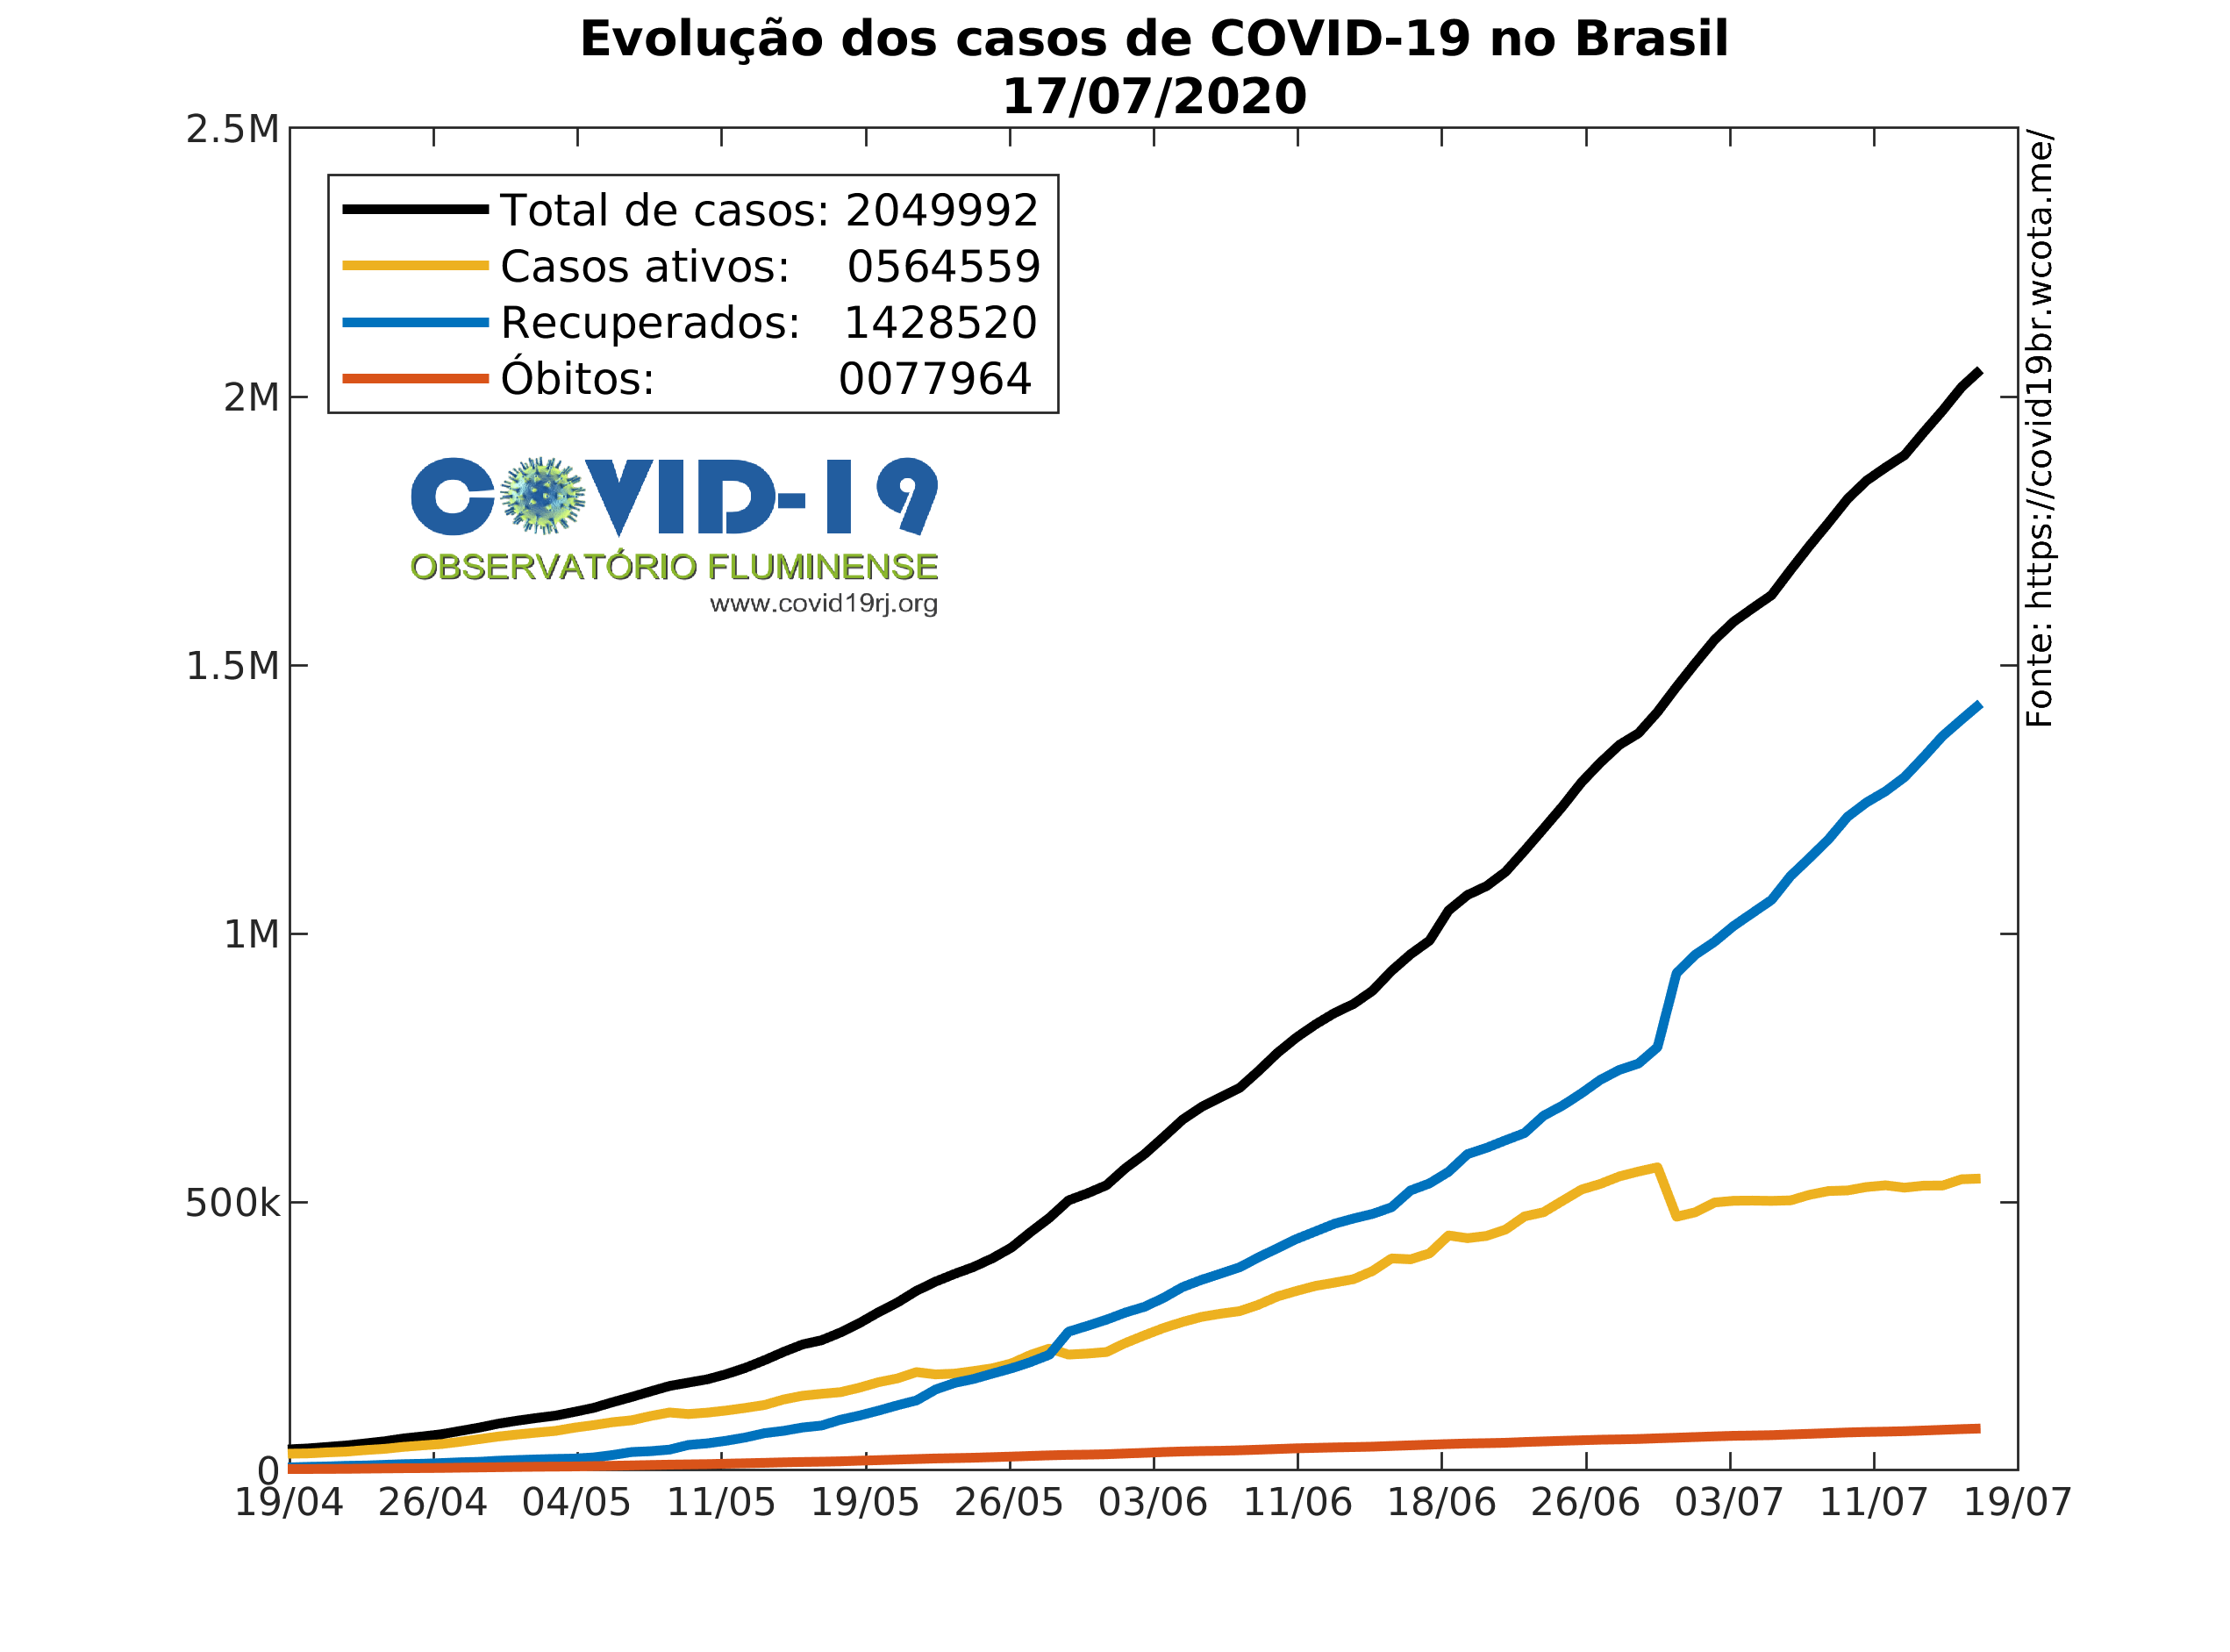 Evolução dos casos de COVID-19 no Brasil
17/07/2020
2.5M
2M
1.5M
1M
500k
0
Total de casos: 2049992
Casos ativos: 0564559
Recuperados: 1428520
Óbitos: 0077964
COVID-19
OBSERVATÓRIO FLUMINENSE
www.covid19rj.org
Fonte: https://covid19br.wcota.me/
19/04 26/04 04/05 11/05 19/05 26/05 03/06 11/06 18/06 26/06 03/07 11/07 19/07